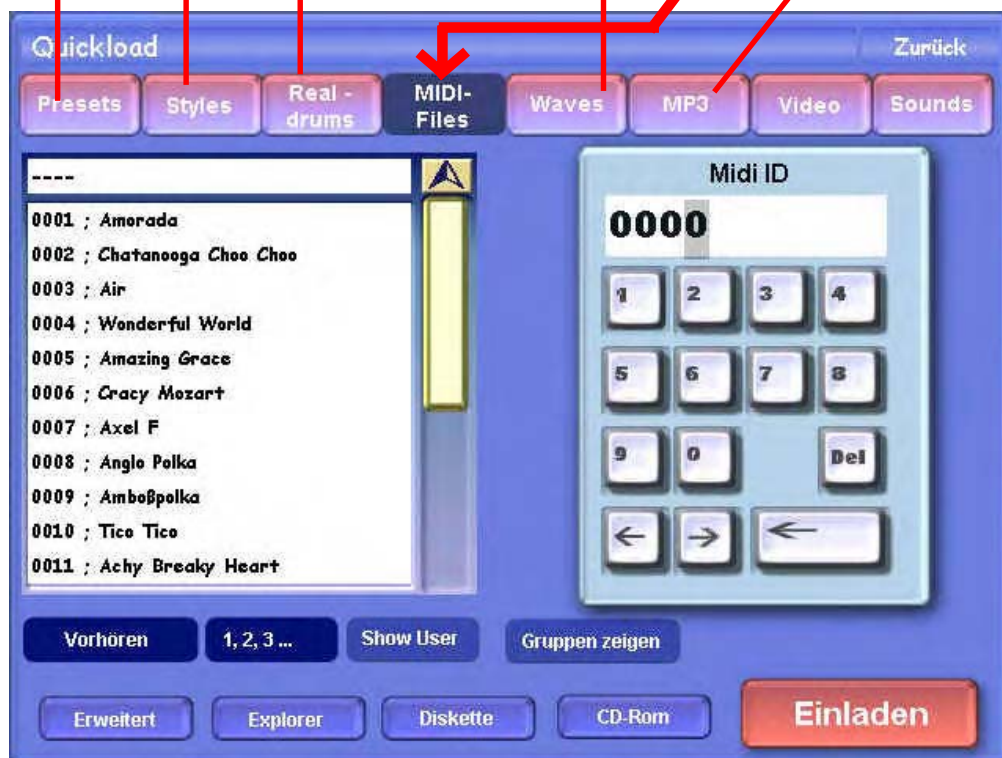 Quickload Zurück
Presets Styles Real - drums MIDI- Files Waves MP3 Video Sounds
----
0001 ; Amorada
0002 ; Chatanooga Choo Choo
0003 ; Air
0004 ; Wonderful World
0005 ; Amazing Grace
0006 ; Cracy Mozart
0007 ; Axel F
0008 ; Anglo Polka
0009 ; Amboßpolka
0010 ; Tico Tico
0011 ; Achy Breaky Heart
Midi ID
0000
1 2 3 4
5 6 7 8
9 0 Del
← → ←
Vorhören 1, 2, 3 ... Show User Gruppen zeigen
Erweitert Explorer Diskette CD-Rom Einladen